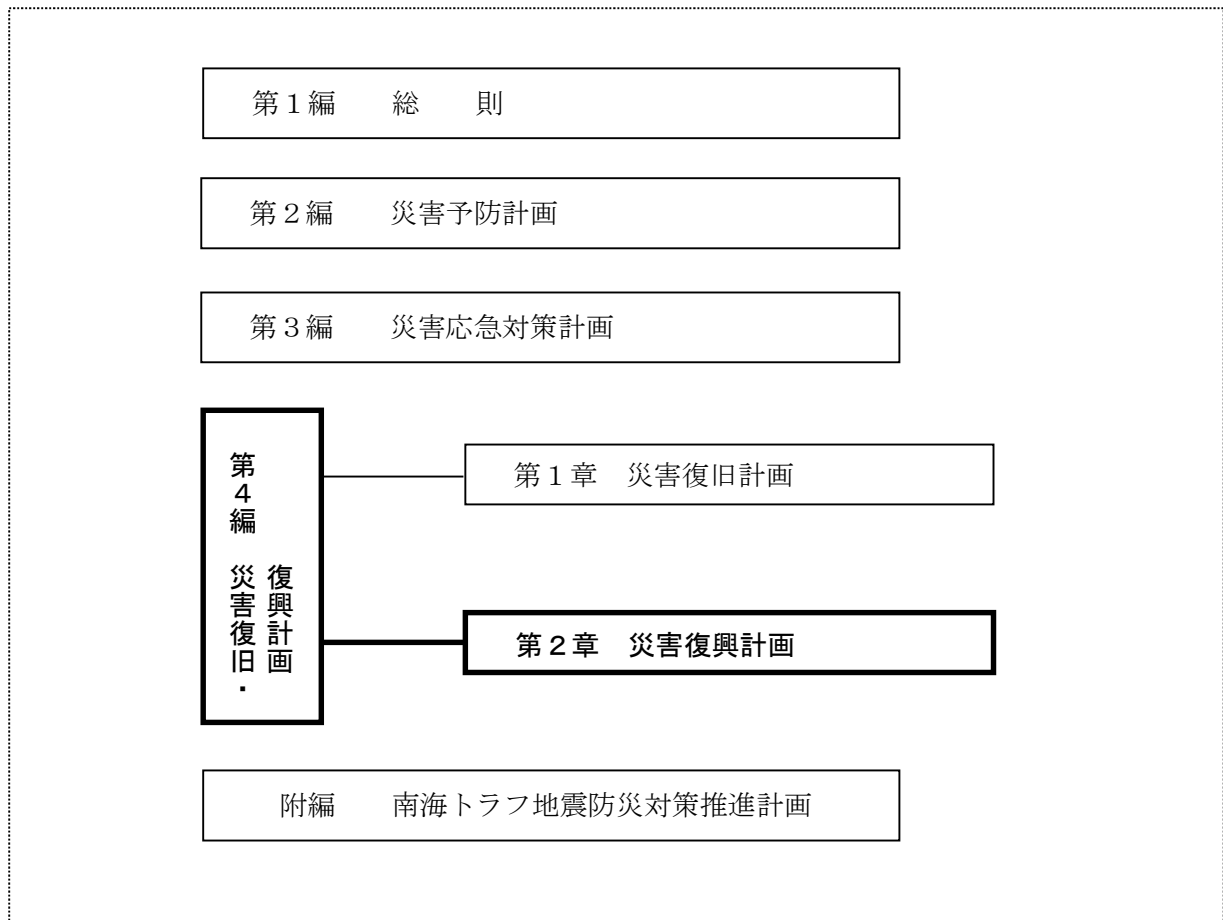 第１編　　総　　則
第２編　　災害予防計画
第３編　　災害応急対策計画
第４編　災害復旧・
復興計画
第１章　災害復旧計画
第２章　災害復興計画
附編　　南海トラフ地震防災対策推進計画